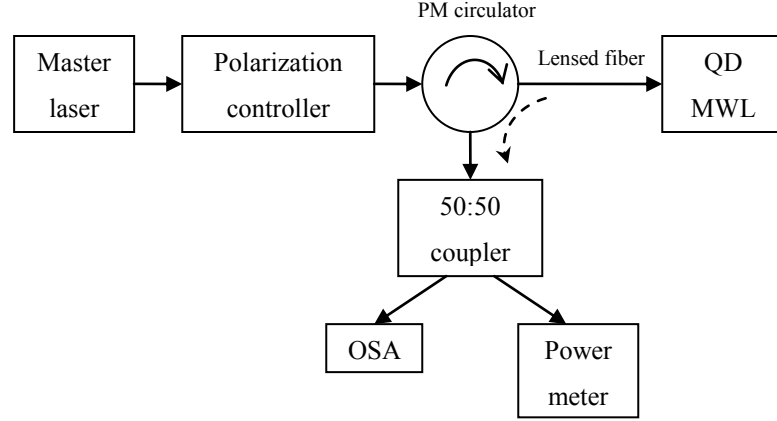 PM circulator
Master
laser
Polarization
controller
Lensed fiber
QD
MWL
50:50
coupler
OSA
Power
meter